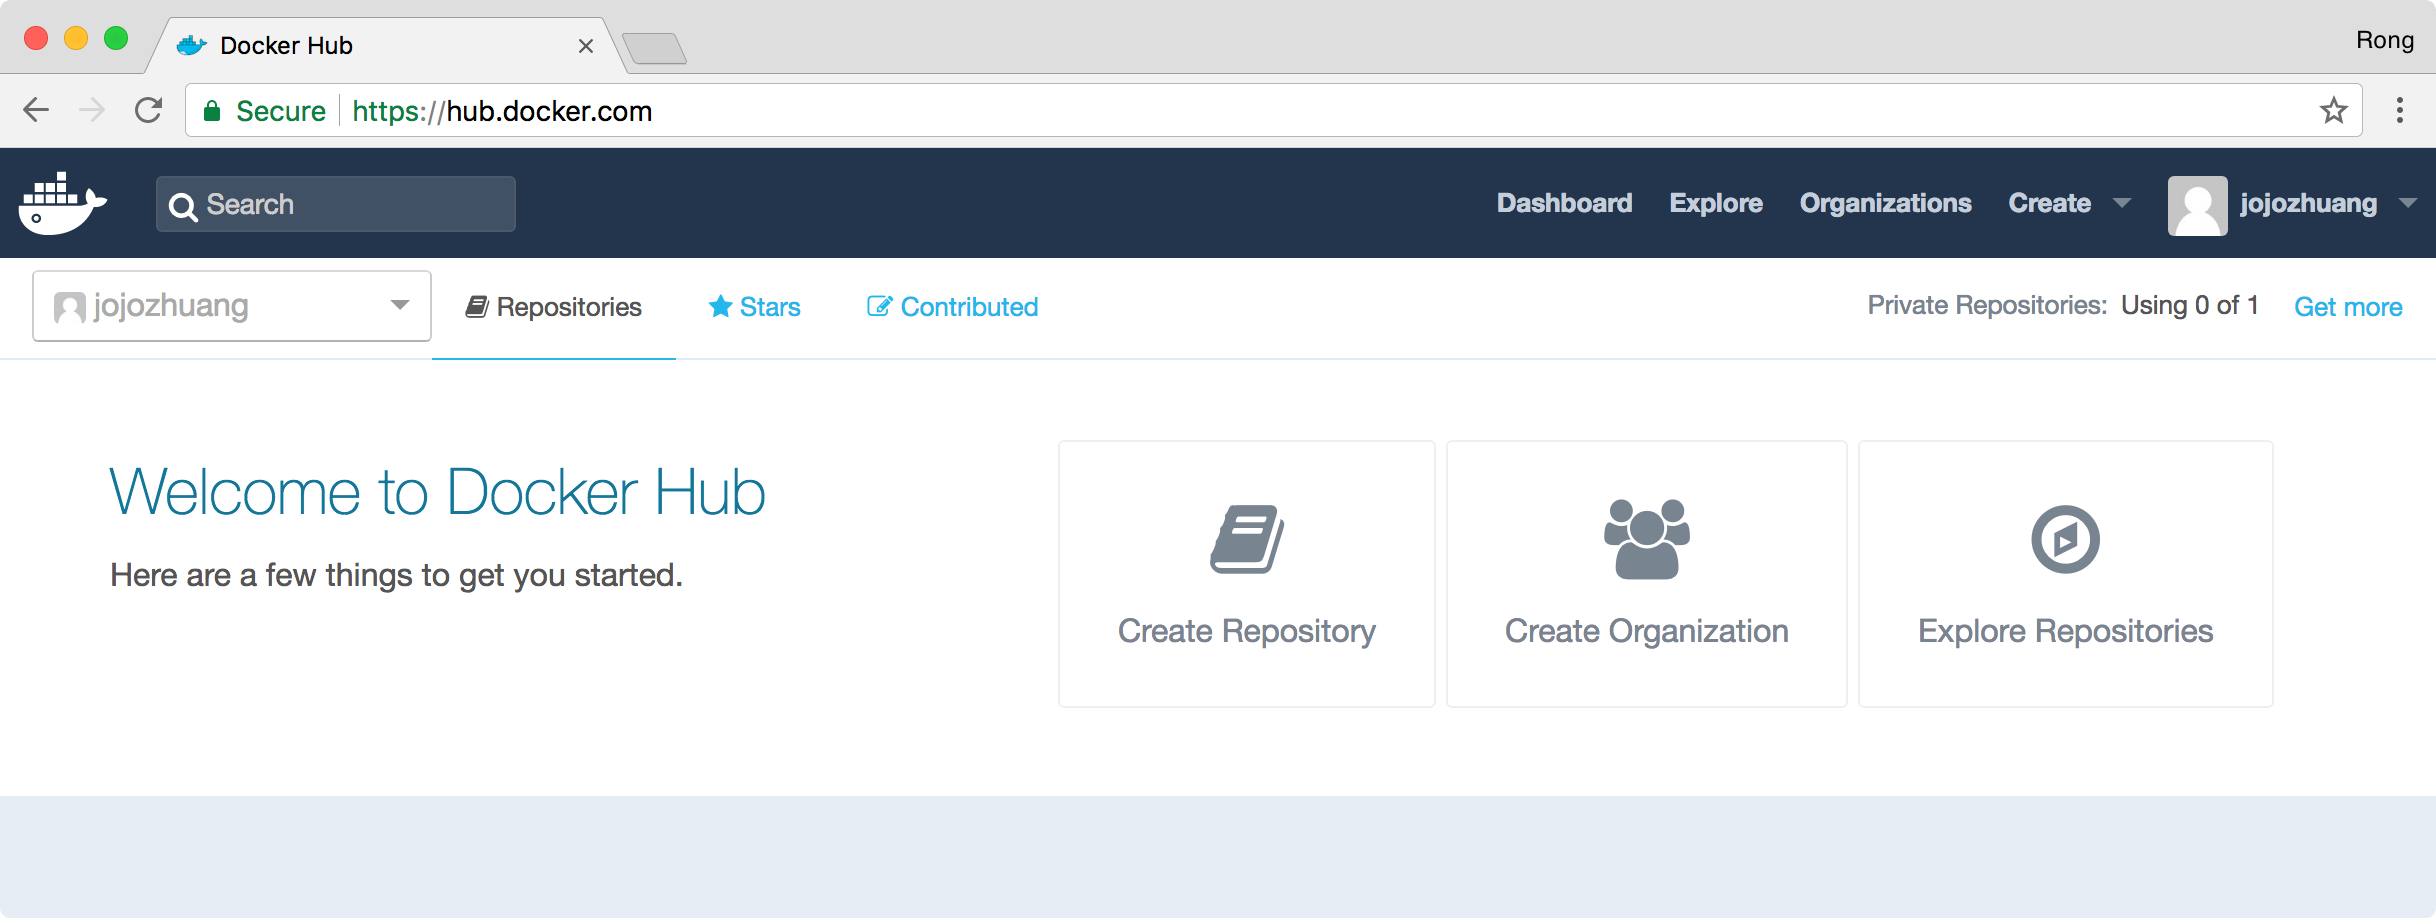 Docker Hub
Rong
Secure https://hub.docker.com
Search
Dashboard Explore Organizations Create jojozhuang
jojozhuang Repositories Stars Contributed Private Repositories: Using 0 of 1 Get more
Welcome to Docker Hub
Here are a few things to get you started.
Create Repository Create Organization Explore Repositories